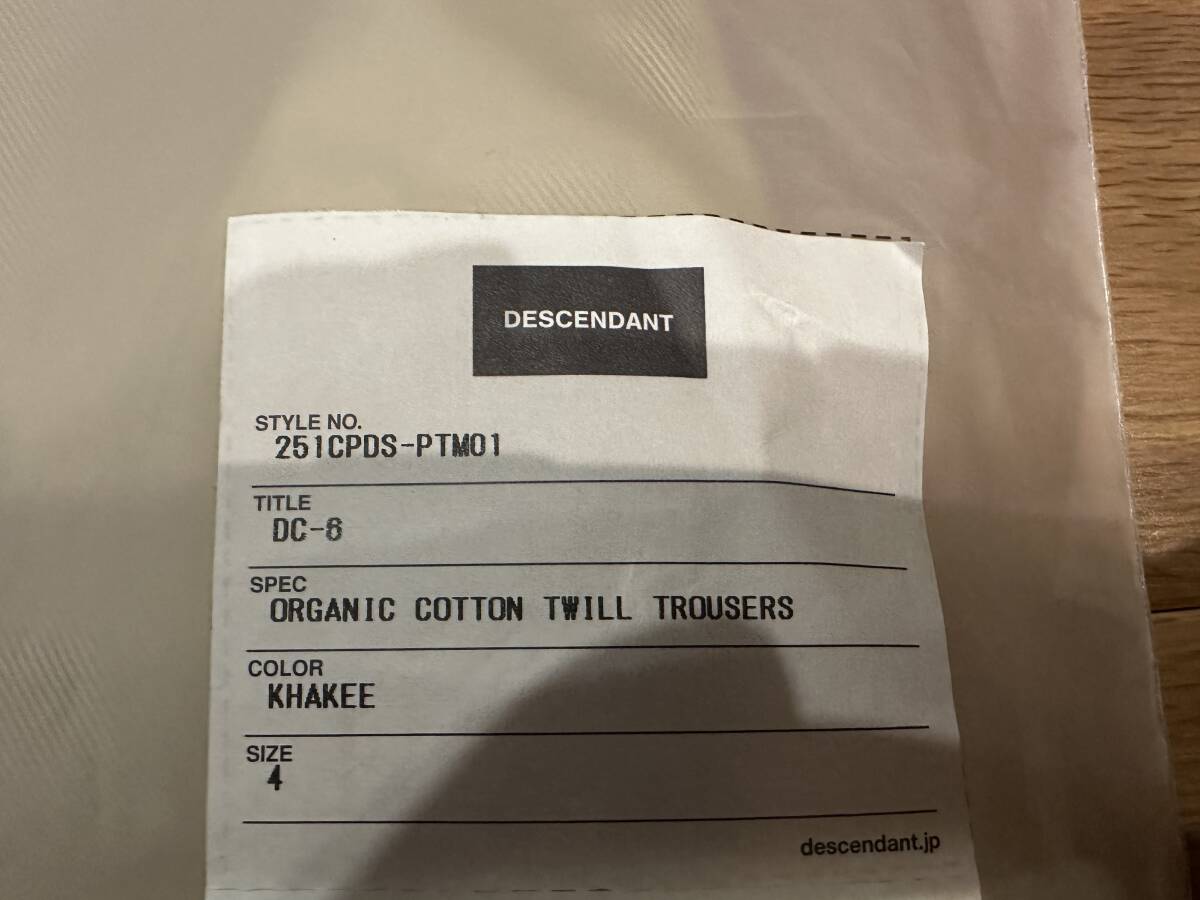 DESCENDANT
STYLE NO.
251CPDS-PTM01
TITLE
DC-6
SPEC
ORGANIC COTTON TWILL TROUSERS
COLOR
KHAKEE
SIZE
4
descendant.jp